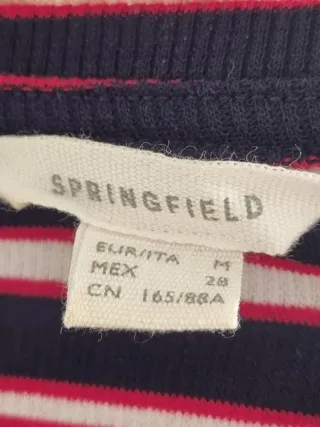 SPRINGFIELD
EUR/ITA M
MEX 28
CN 165/88A